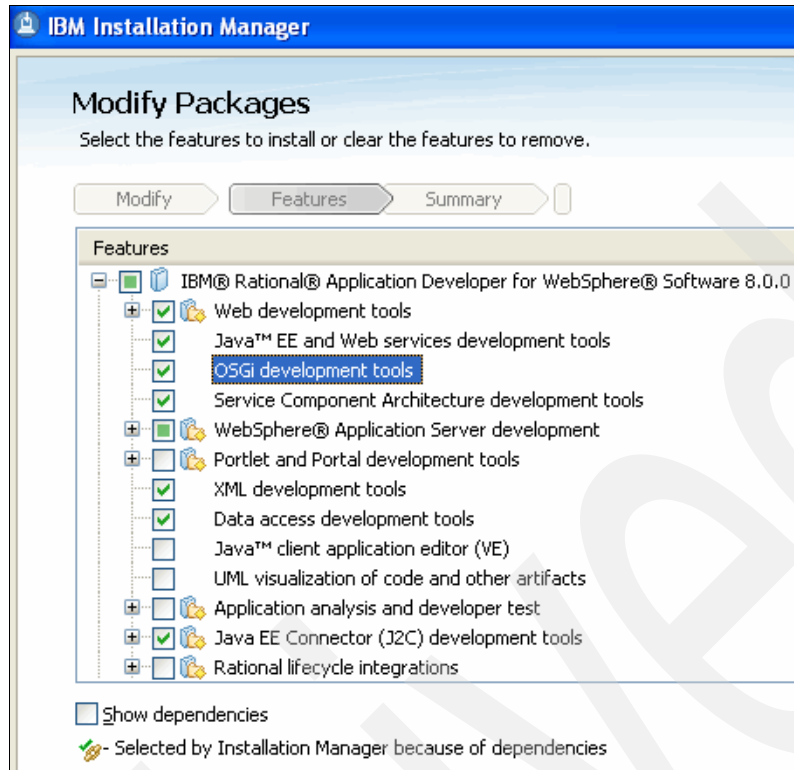 IBM Installation Manager
Modify Packages
Select the features to install or clear the features to remove.
Modify
Features
Summary
Features
IBM® Rational® Application Developer for WebSphere® Software 8.0.0
Web development tools
Java™ EE and Web services development tools
OSGi development tools
Service Component Architecture development tools
WebSphere® Application Server development
Portlet and Portal development tools
XML development tools
Data access development tools
Java™ client application editor (VE)
UML visualization of code and other artifacts
Application analysis and developer test
Java EE Connector (J2C) development tools
Rational lifecycle integrations
Show dependencies
- Selected by Installation Manager because of dependencies